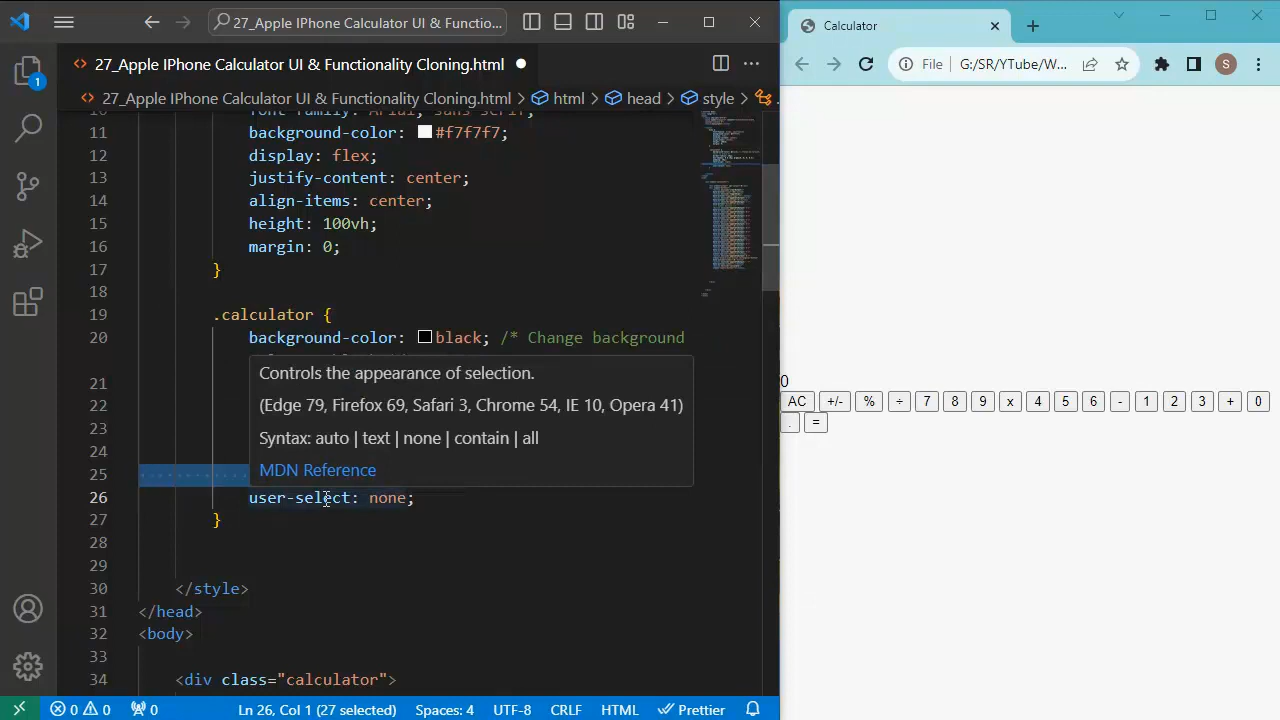 27_Apple IPhone Calculator UI & Functio...
27_Apple IPhone Calculator UI & Functionality Cloning.html
27_Apple IPhone Calculator UI & Functionality Cloning.html > html > head > style > .
font-family: Arial, sans-serif;
11 background-color: #f7f7f7;
12 display: flex;
13 justify-content: center;
14 align-items: center;
15 height: 100vh;
16 margin: 0;
17 }
18
19 .calculator {
20 background-color: black; /* Change background
21
22
23
24
25
26 user-select: none;
27 }
28
29
30 </style>
31 </head>
32 <body>
33
34 <div class="calculator">
Controls the appearance of selection.
(Edge 79, Firefox 69, Safari 3, Chrome 54, IE 10, Opera 41)
Syntax: auto | text | none | contain | all
MDN Reference
1
0 0 0 Ln 26, Col 1 (27 selected) Spaces: 4 UTF-8 CRLF HTML Prettier
Calculator
File G:/SR/YTube/W... S
0
AC +/- % ÷ 7 8 9 x 4 5 6 - 1 2 3 + 0
. =